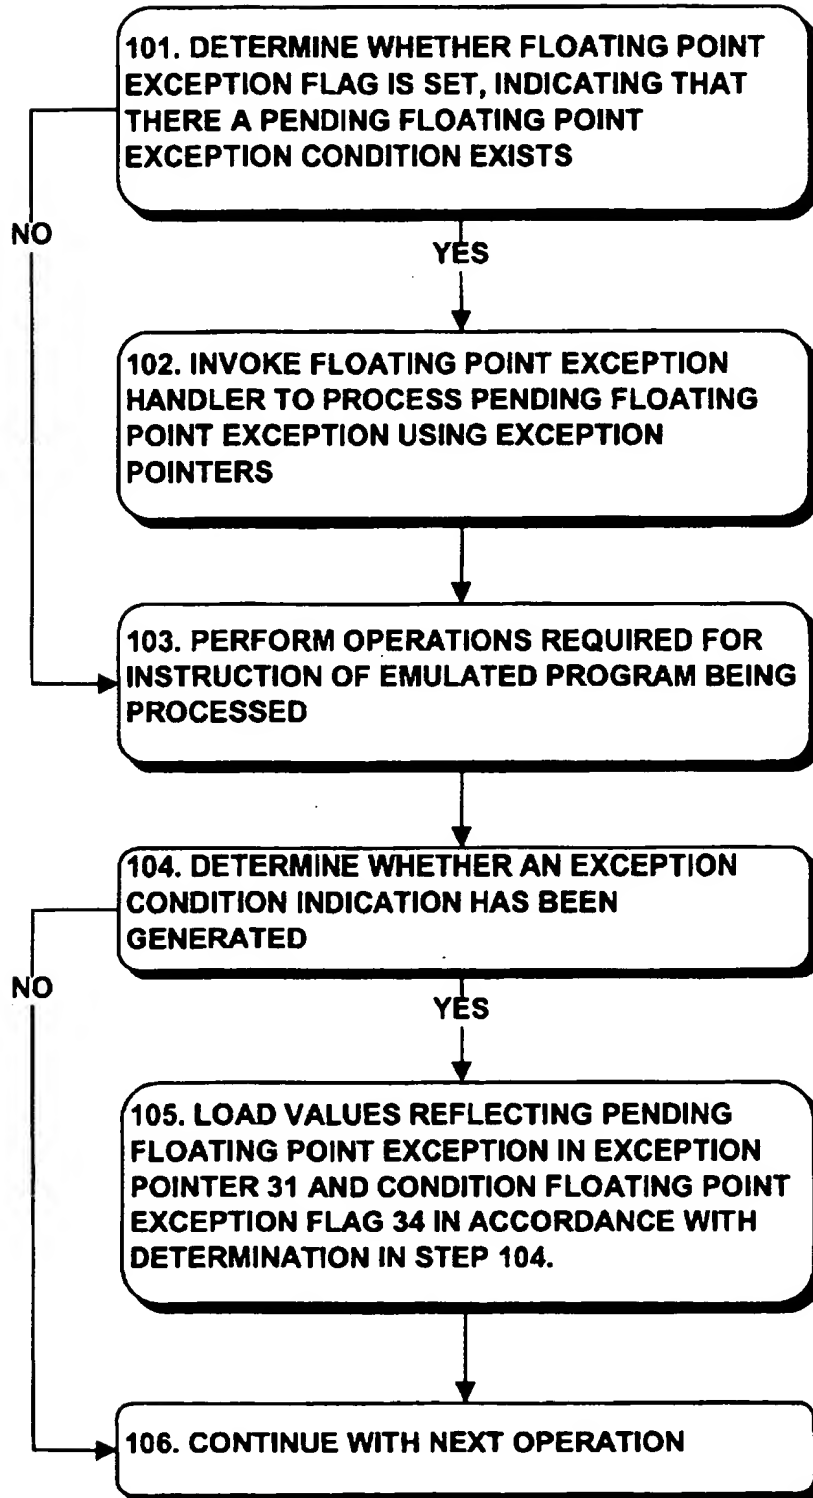 101. DETERMINE WHETHER FLOATING POINT
EXCEPTION FLAG IS SET, INDICATING THAT
THERE A PENDING FLOATING POINT
EXCEPTION CONDITION EXISTS
NO
YES
102. INVOKE FLOATING POINT EXCEPTION
HANDLER TO PROCESS PENDING FLOATING
POINT EXCEPTION USING EXCEPTION
POINTERS
103. PERFORM OPERATIONS REQUIRED FOR
INSTRUCTION OF EMULATED PROGRAM BEING
PROCESSED
104. DETERMINE WHETHER AN EXCEPTION
CONDITION INDICATION HAS BEEN
GENERATED
NO
YES
105. LOAD VALUES REFLECTING PENDING
FLOATING POINT EXCEPTION IN EXCEPTION
POINTER 31 AND CONDITION FLOATING POINT
EXCEPTION FLAG 34 IN ACCORDANCE WITH
DETERMINATION IN STEP 104.
106. CONTINUE WITH NEXT OPERATION